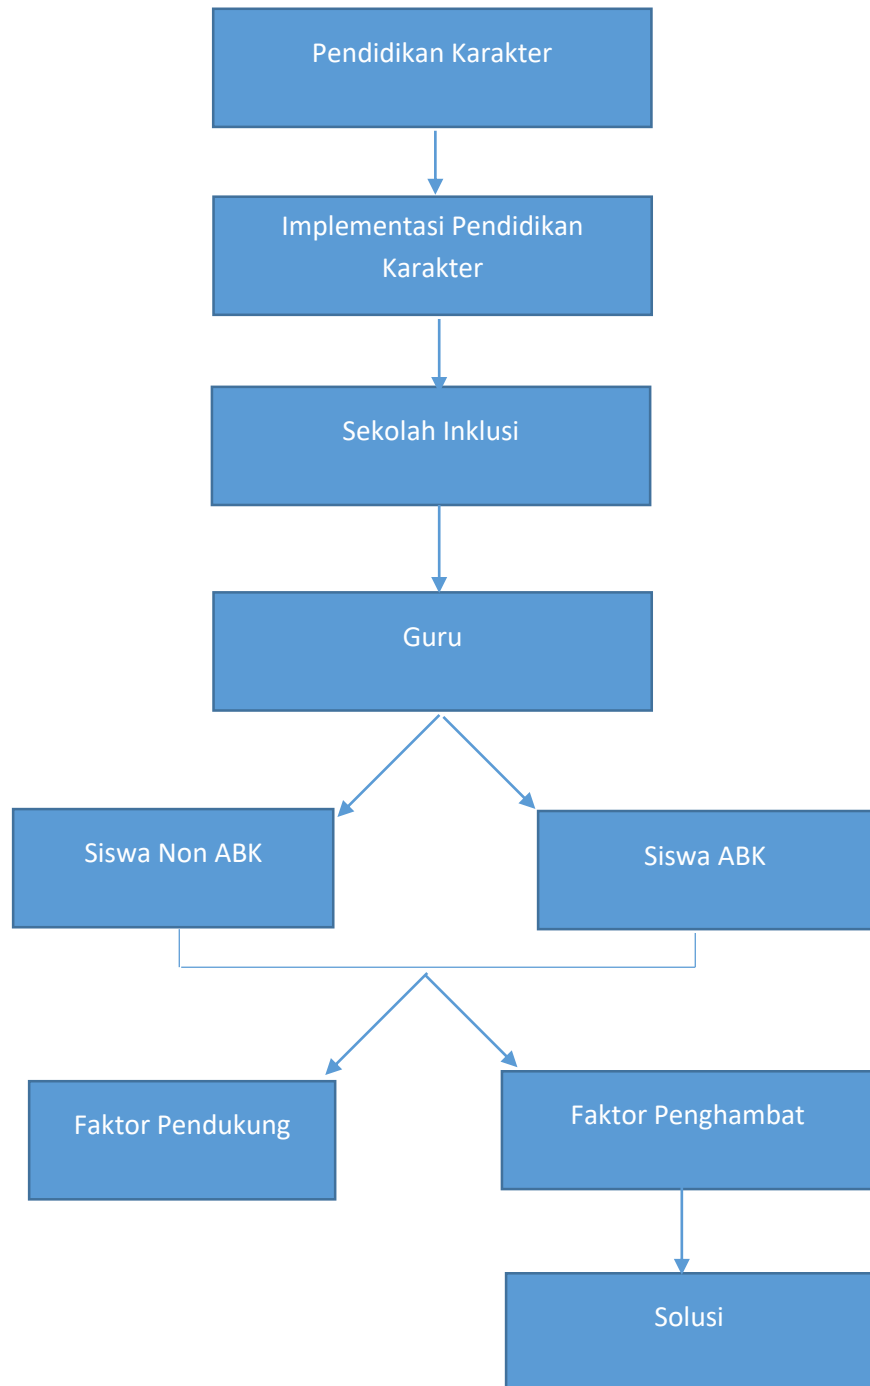 Pendidikan Karakter
Implementasi Pendidikan
Karakter
Sekolah Inklusi
Guru
Siswa Non ABK
Siswa ABK
Faktor Pendukung
Faktor Penghambat
Solusi